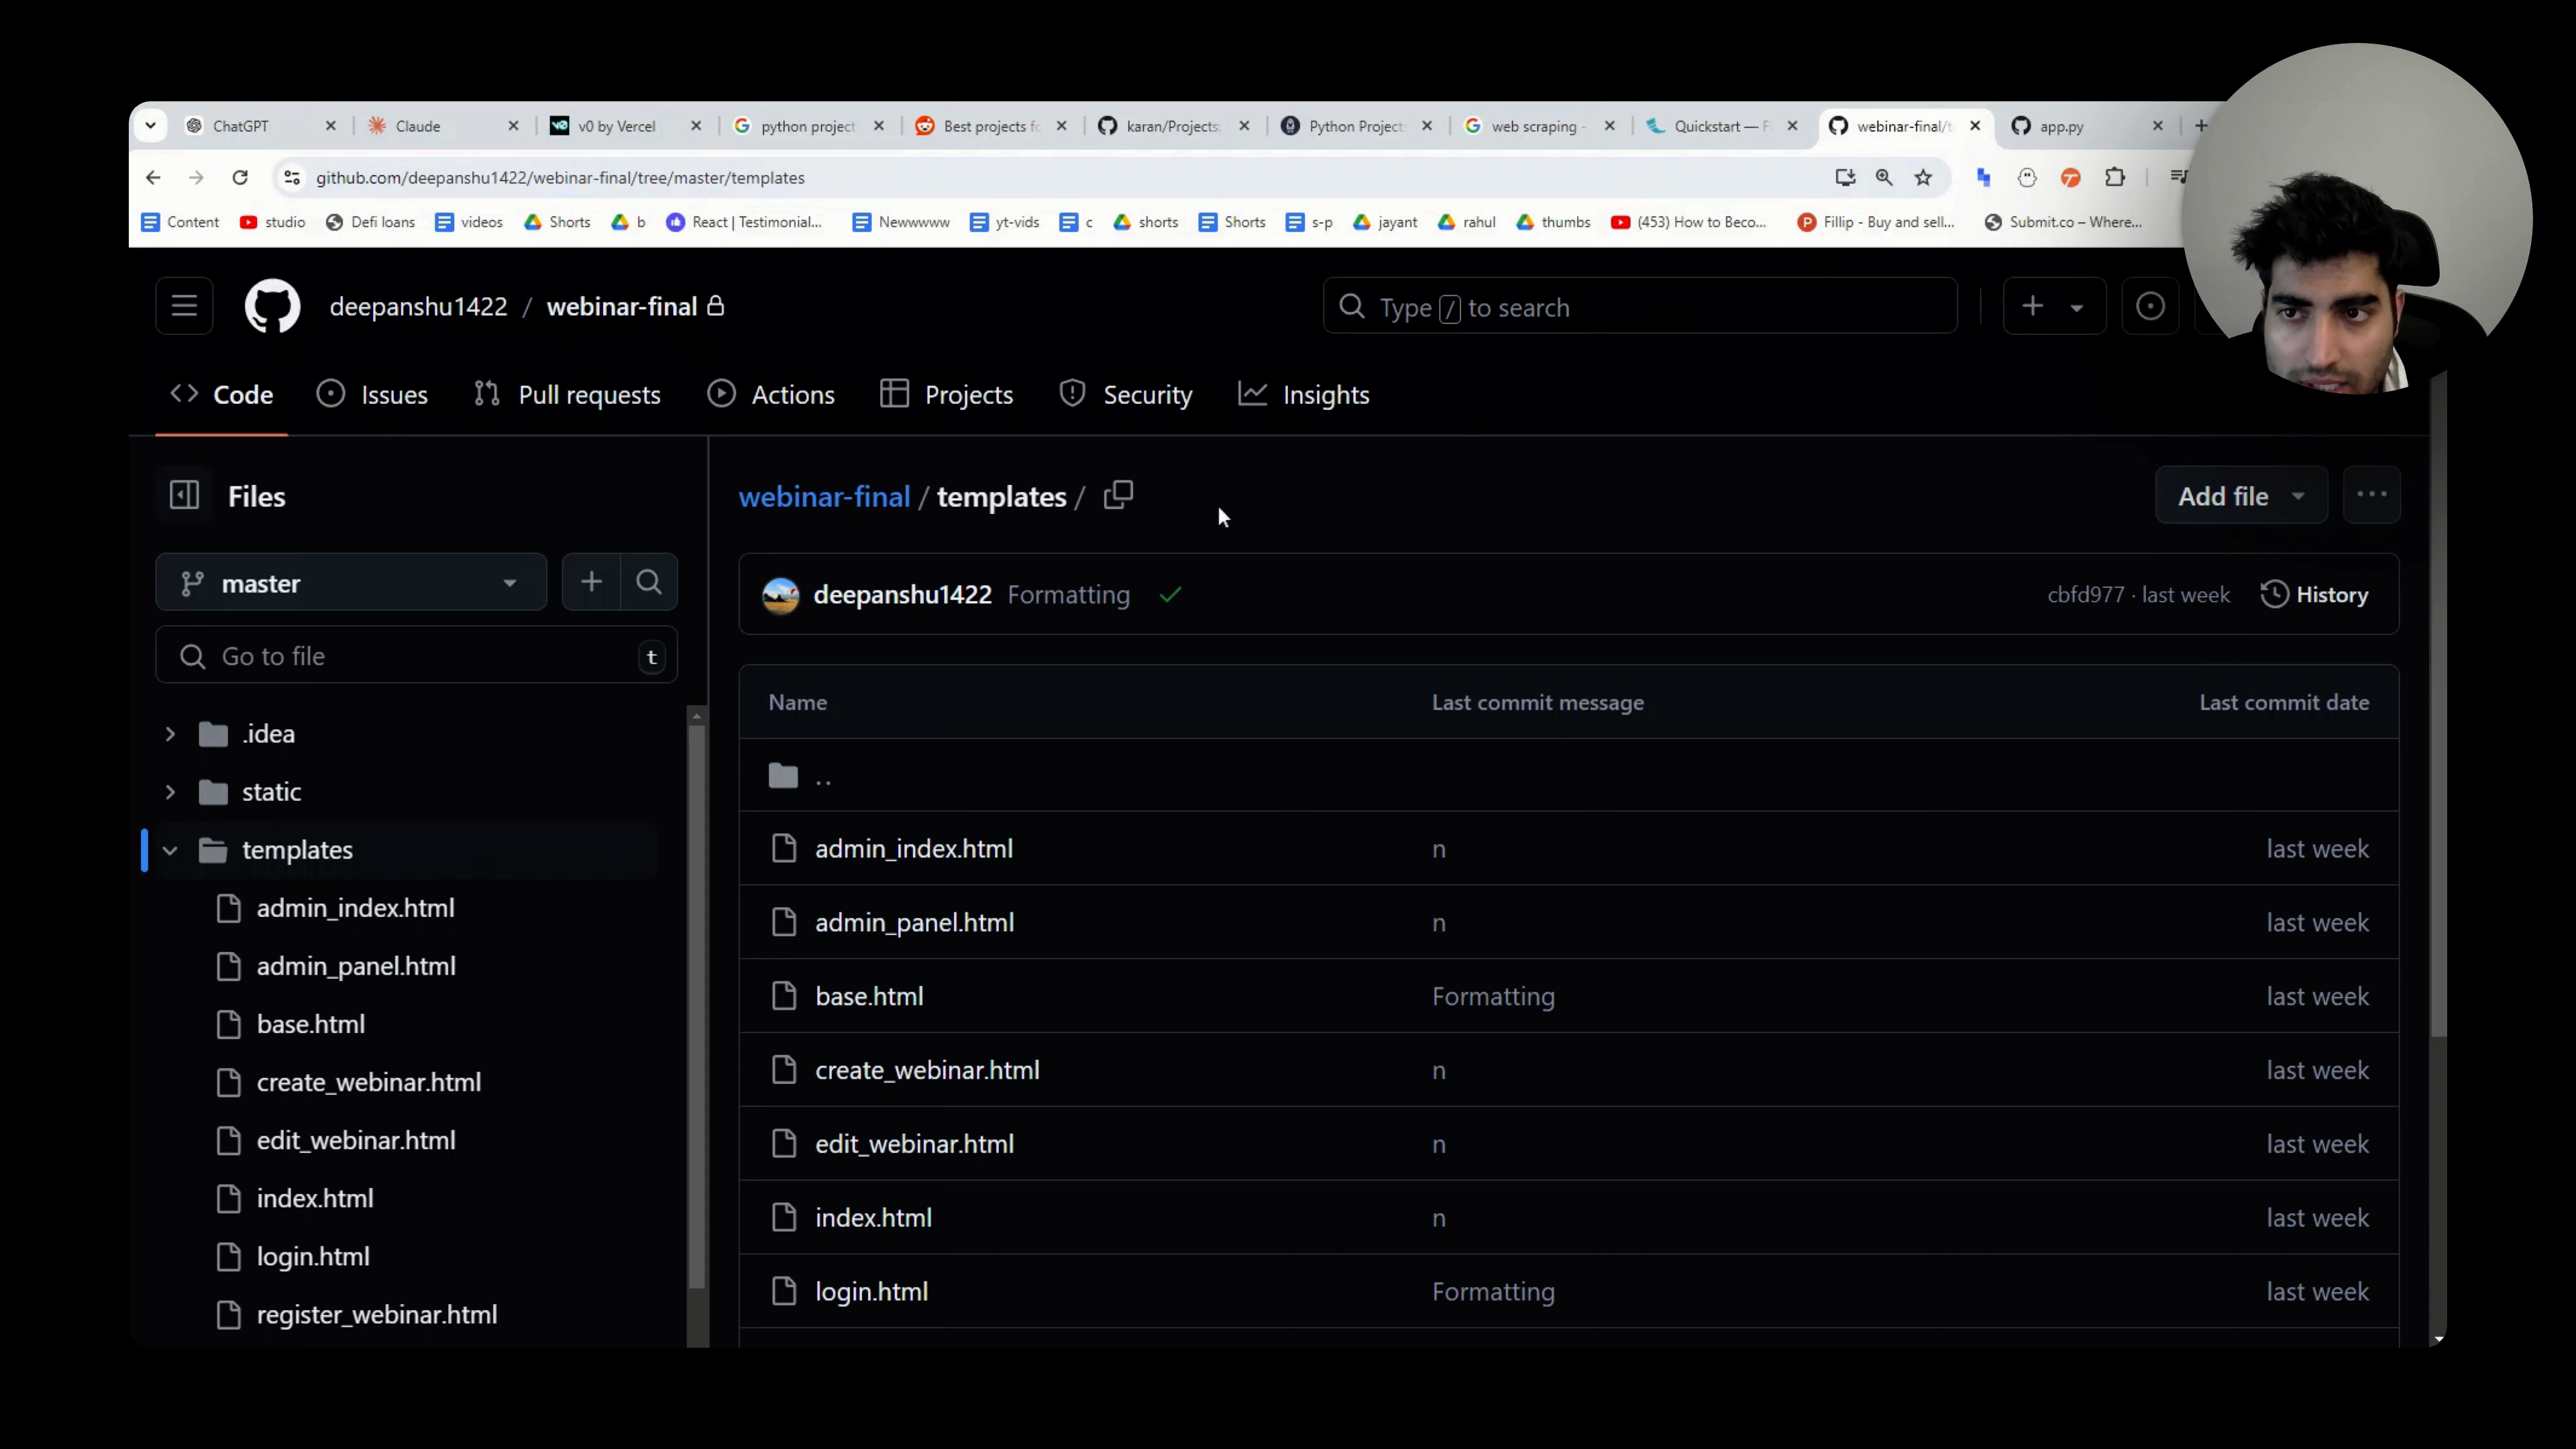 ChatGPT
Claude
v0 by Vercel
python project
Best projects fo
karan/Projects
Python Project
web scraping -
Quickstart — F
webinar-final/t
app.py
github.com/deepanshu1422/webinar-final/tree/master/templates
Content
studio
Defi loans
videos
Shorts
b
React | Testimonial...
Newwwww
yt-vids
c
shorts
Shorts
s-p
jayant
rahul
thumbs
(453) How to Beco...
Fillip - Buy and sell...
Submit.co – Where...
deepanshu1422 / webinar-final
Type / to search
Code
Issues
Pull requests
Actions
Projects
Security
Insights
Files
master
Go to file
t
.idea
static
templates
admin_index.html
admin_panel.html
base.html
create_webinar.html
edit_webinar.html
index.html
login.html
register_webinar.html
webinar-final / templates /
Add file
deepanshu1422 Formatting
cbfd977 · last week
History
Name Last commit message Last commit date
..
admin_index.html n last week
admin_panel.html n last week
base.html Formatting last week
create_webinar.html n last week
edit_webinar.html n last week
index.html n last week
login.html Formatting last week